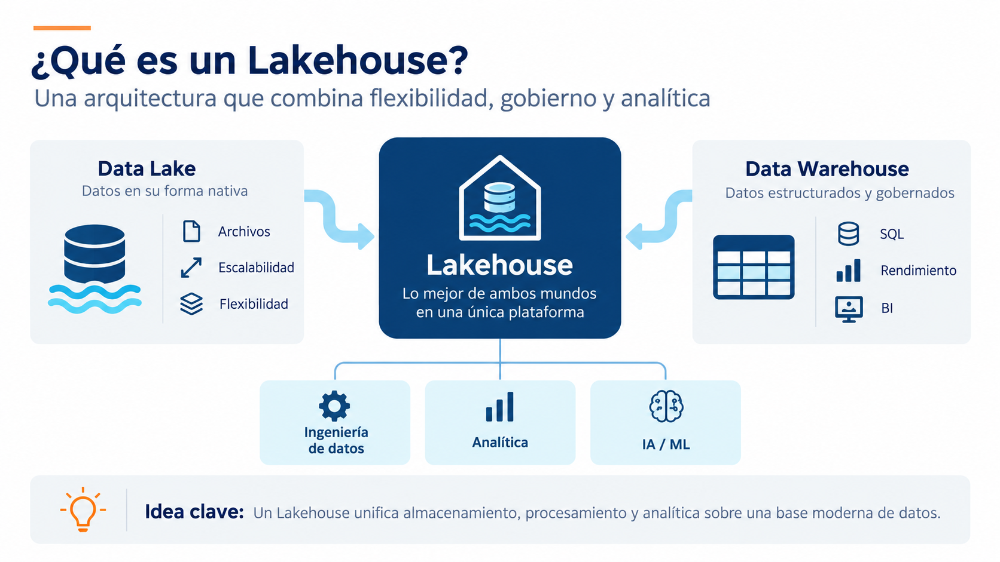 ¿Qué es un Lakehouse?
Una arquitectura que combina flexibilidad, gobierno y analítica
Data Lake
Datos en su forma nativa
Archivos
Escalabilidad
Flexibilidad
Lakehouse
Lo mejor de ambos mundos
en una única plataforma
Data Warehouse
Datos estructurados y gobernados
SQL
Rendimiento
BI
Ingeniería
de datos
Analítica
IA / ML
Idea clave: Un Lakehouse unifica almacenamiento, procesamiento y analítica sobre una base moderna de datos.